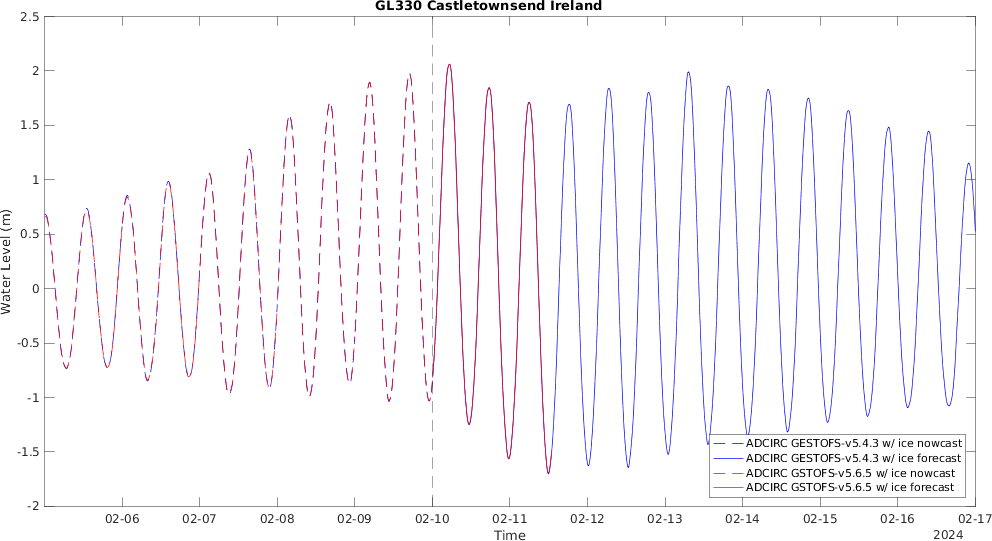 GL330 Castletownsend Ireland
2.5
2
1.5
1
0.5
0
-0.5
-1
-1.5
-2
Water Level (m)
02-06 02-07 02-08 02-09 02-10 02-11 02-12 02-13 02-14 02-15 02-16 02-17
Time
2024
ADCIRC GESTOFS-v5.4.3 w/ ice nowcast
ADCIRC GESTOFS-v5.4.3 w/ ice forecast
ADCIRC GSTOFS-v5.6.5 w/ ice nowcast
ADCIRC GSTOFS-v5.6.5 w/ ice forecast